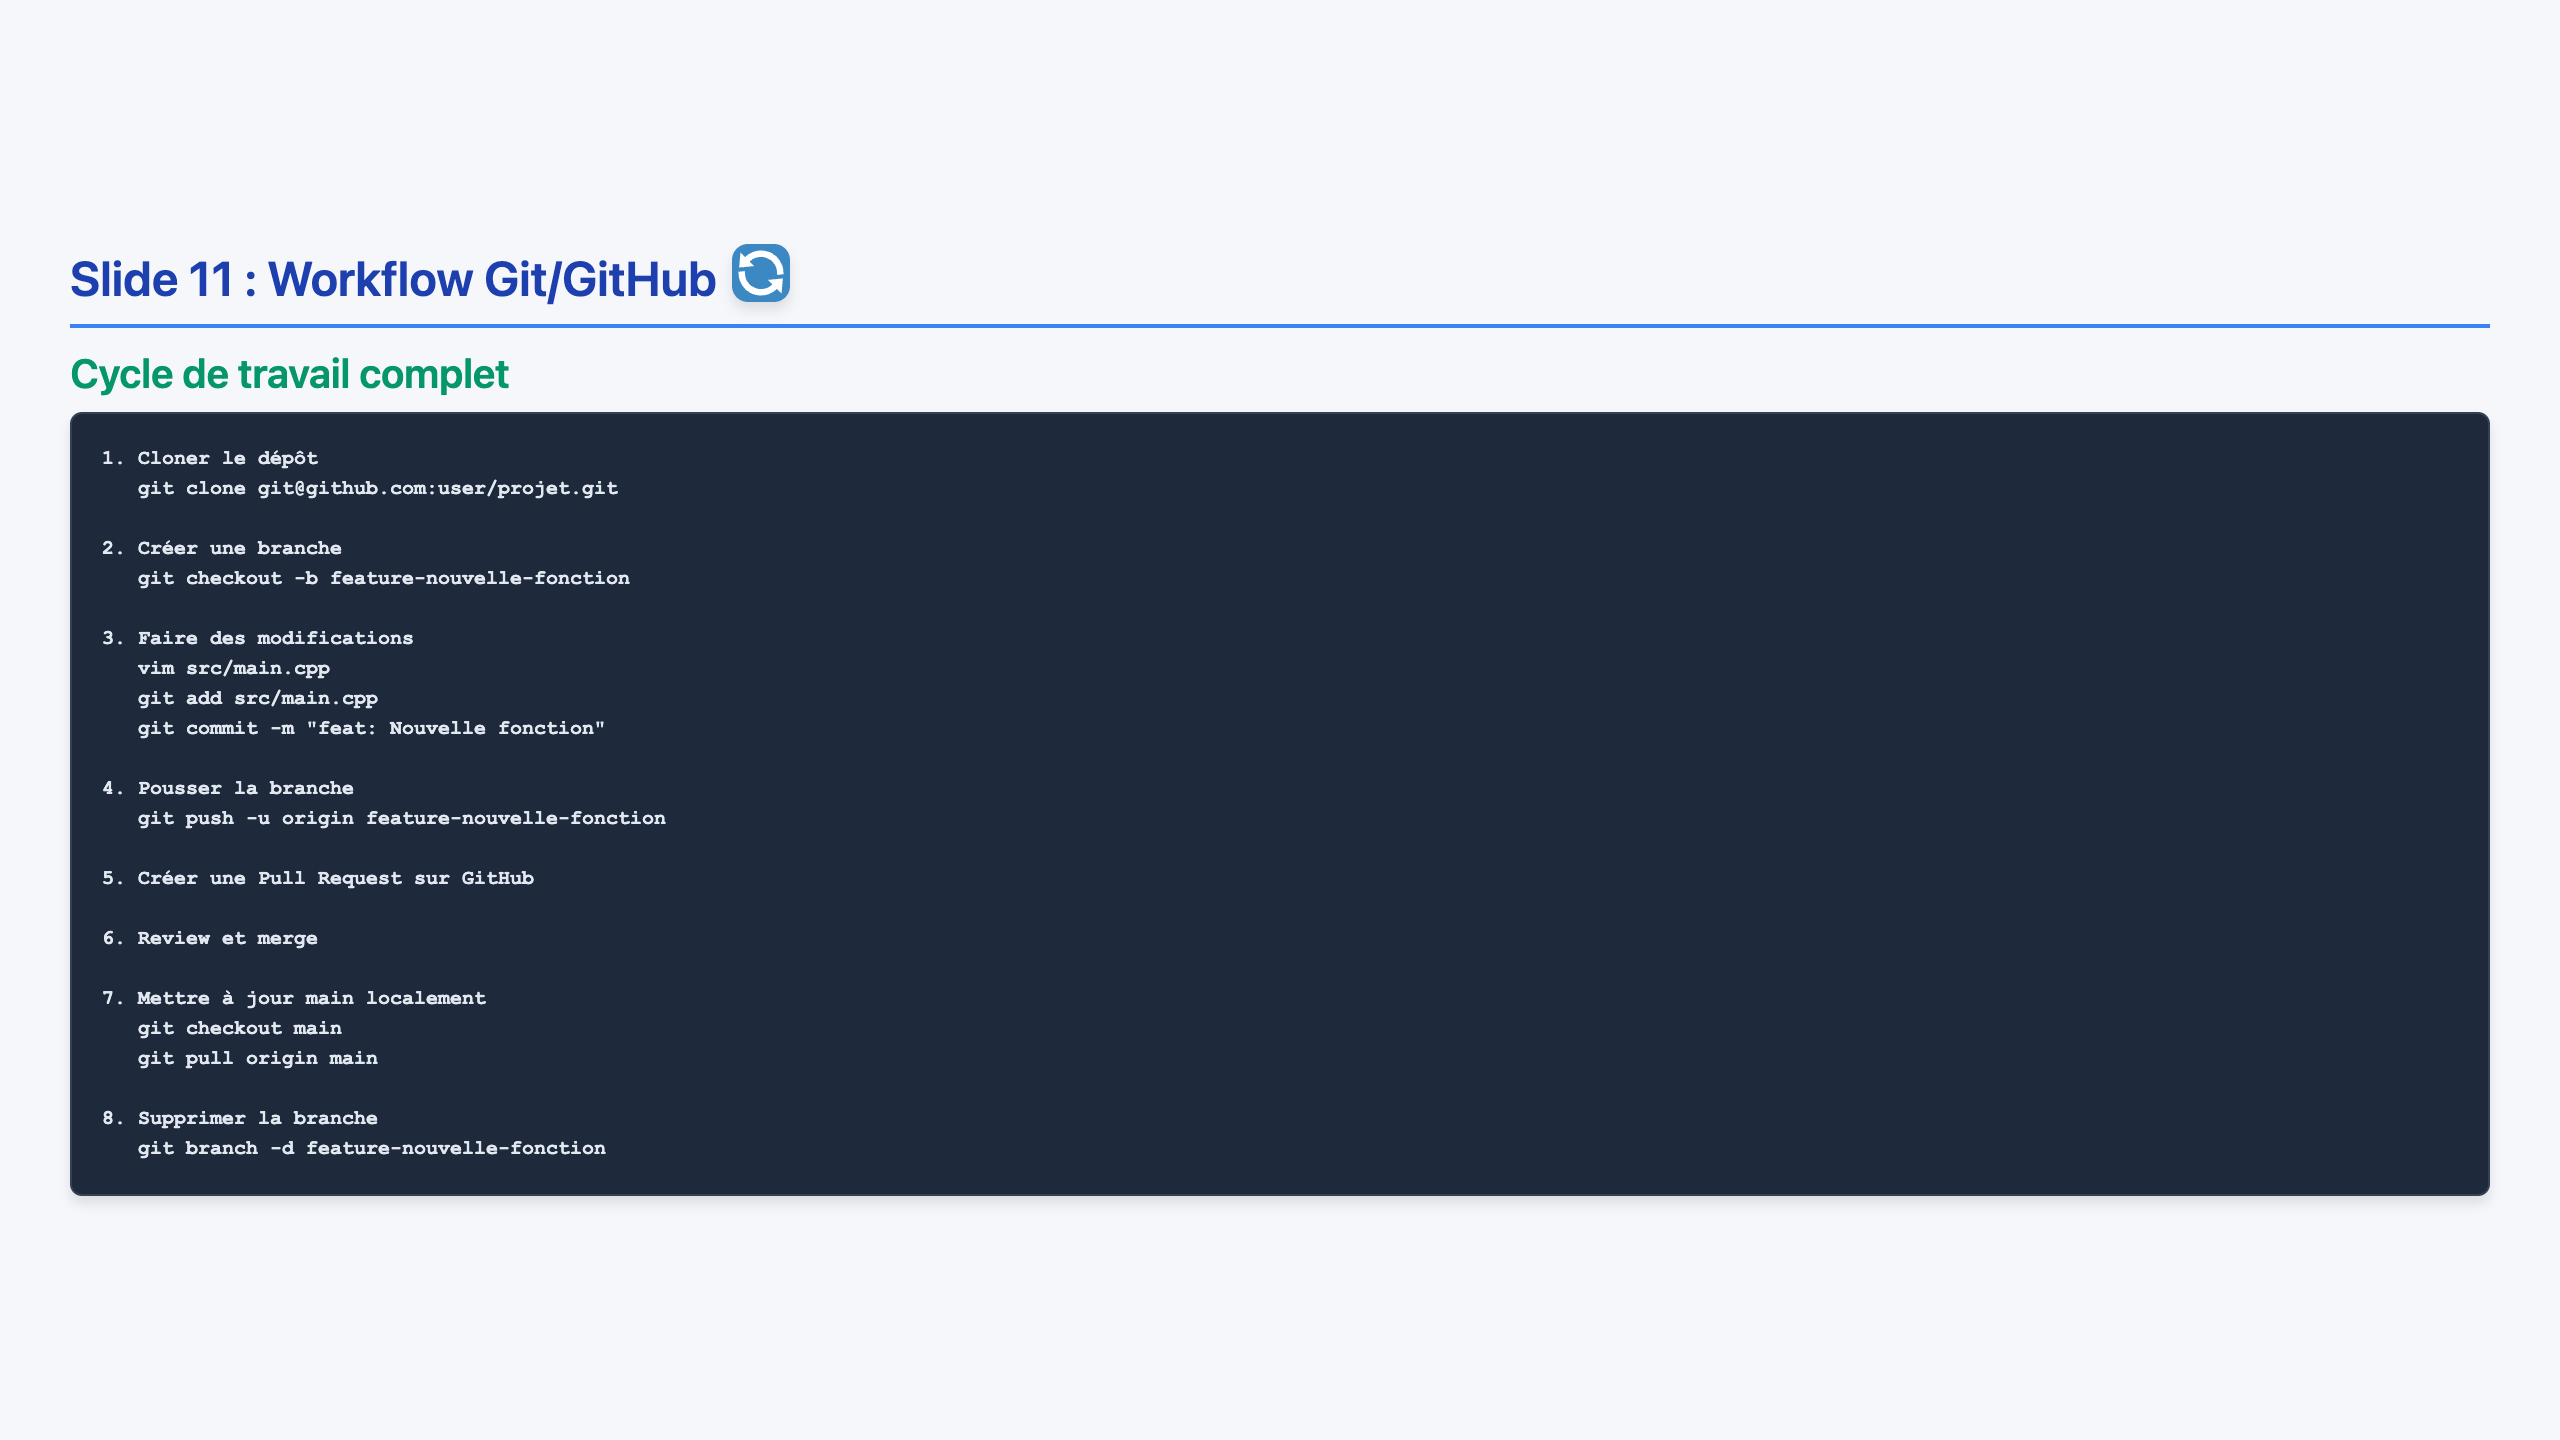 Slide 11 : Workflow Git/GitHub
Cycle de travail complet
1. Cloner le dépôt
git clone git@github.com:user/projet.git
2. Créer une branche
git checkout -b feature-nouvelle-fonction
3. Faire des modifications
vim src/main.cpp
git add src/main.cpp
git commit -m "feat: Nouvelle fonction"
4. Pousser la branche
git push -u origin feature-nouvelle-fonction
5. Créer une Pull Request sur GitHub
6. Review et merge
7. Mettre à jour main localement
git checkout main
git pull origin main
8. Supprimer la branche
git branch -d feature-nouvelle-fonction